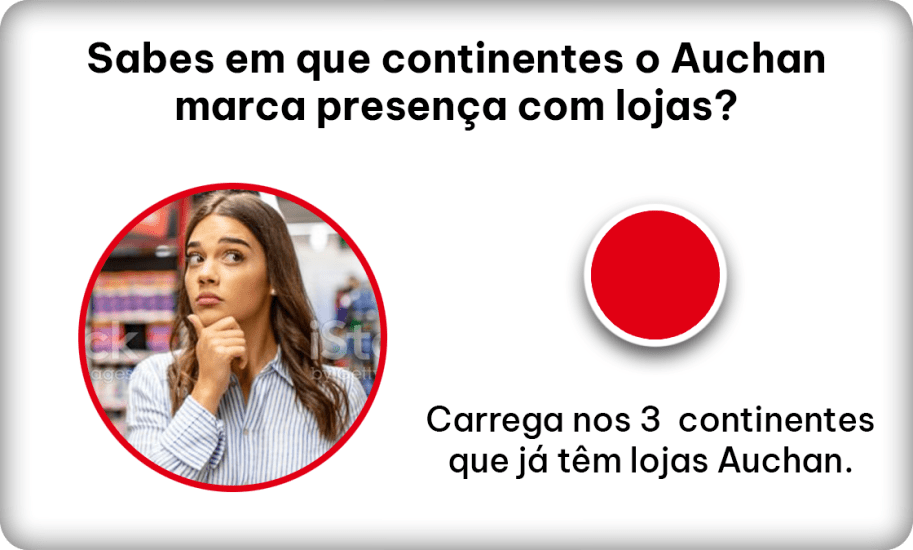 Sabes em que continentes o Auchan
marca presença com lojas?
Carrega nos 3 continentes
que já têm lojas Auchan.